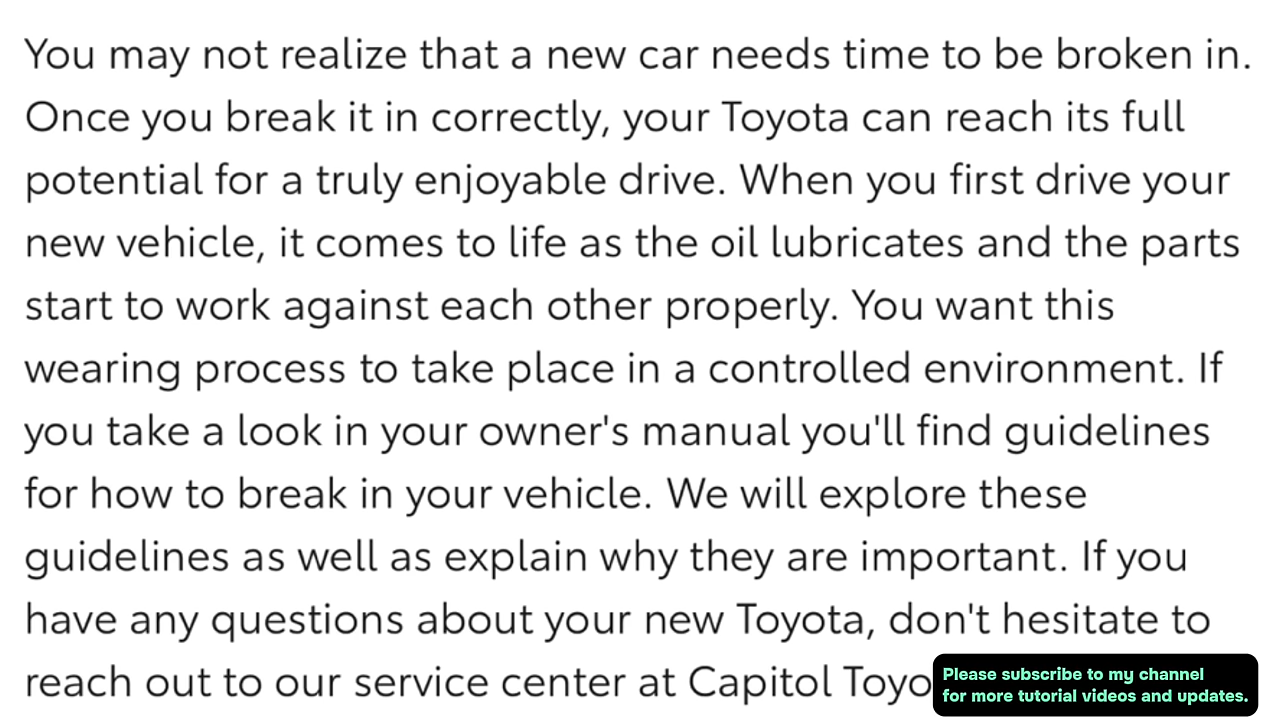 You may not realize that a new car needs time to be broken in.
Once you break it in correctly, your Toyota can reach its full
potential for a truly enjoyable drive. When you first drive your
new vehicle, it comes to life as the oil lubricates and the parts
start to work against each other properly. You want this
wearing process to take place in a controlled environment. If
you take a look in your owner's manual you'll find guidelines
for how to break in your vehicle. We will explore these
guidelines as well as explain why they are important. If you
have any questions about your new Toyota, don't hesitate to
reach out to our service center at Capitol Toyo
Please subscribe to my channel
for more tutorial videos and updates.